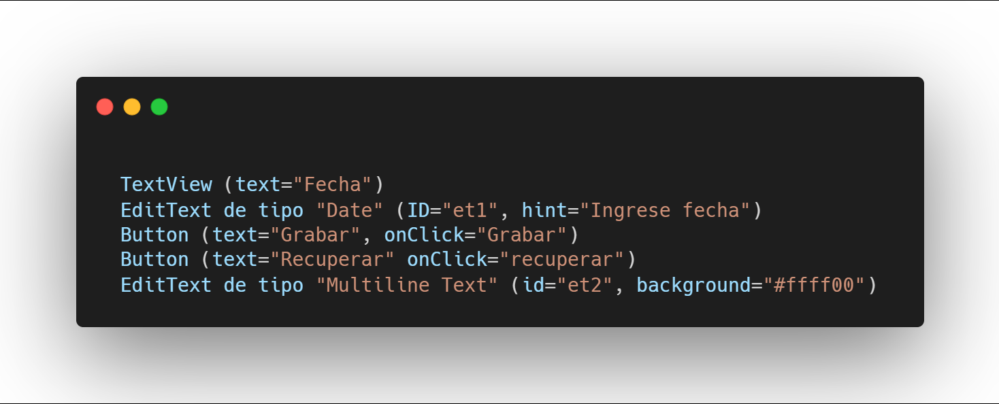 TextView (text="Fecha")
EditText de tipo "Date" (ID="et1", hint="Ingrese fecha")
Button (text="Grabar", onClick="Grabar")
Button (text="Recuperar" onClick="recuperar")
EditText de tipo "Multiline Text" (id="et2", background="#ffff00")